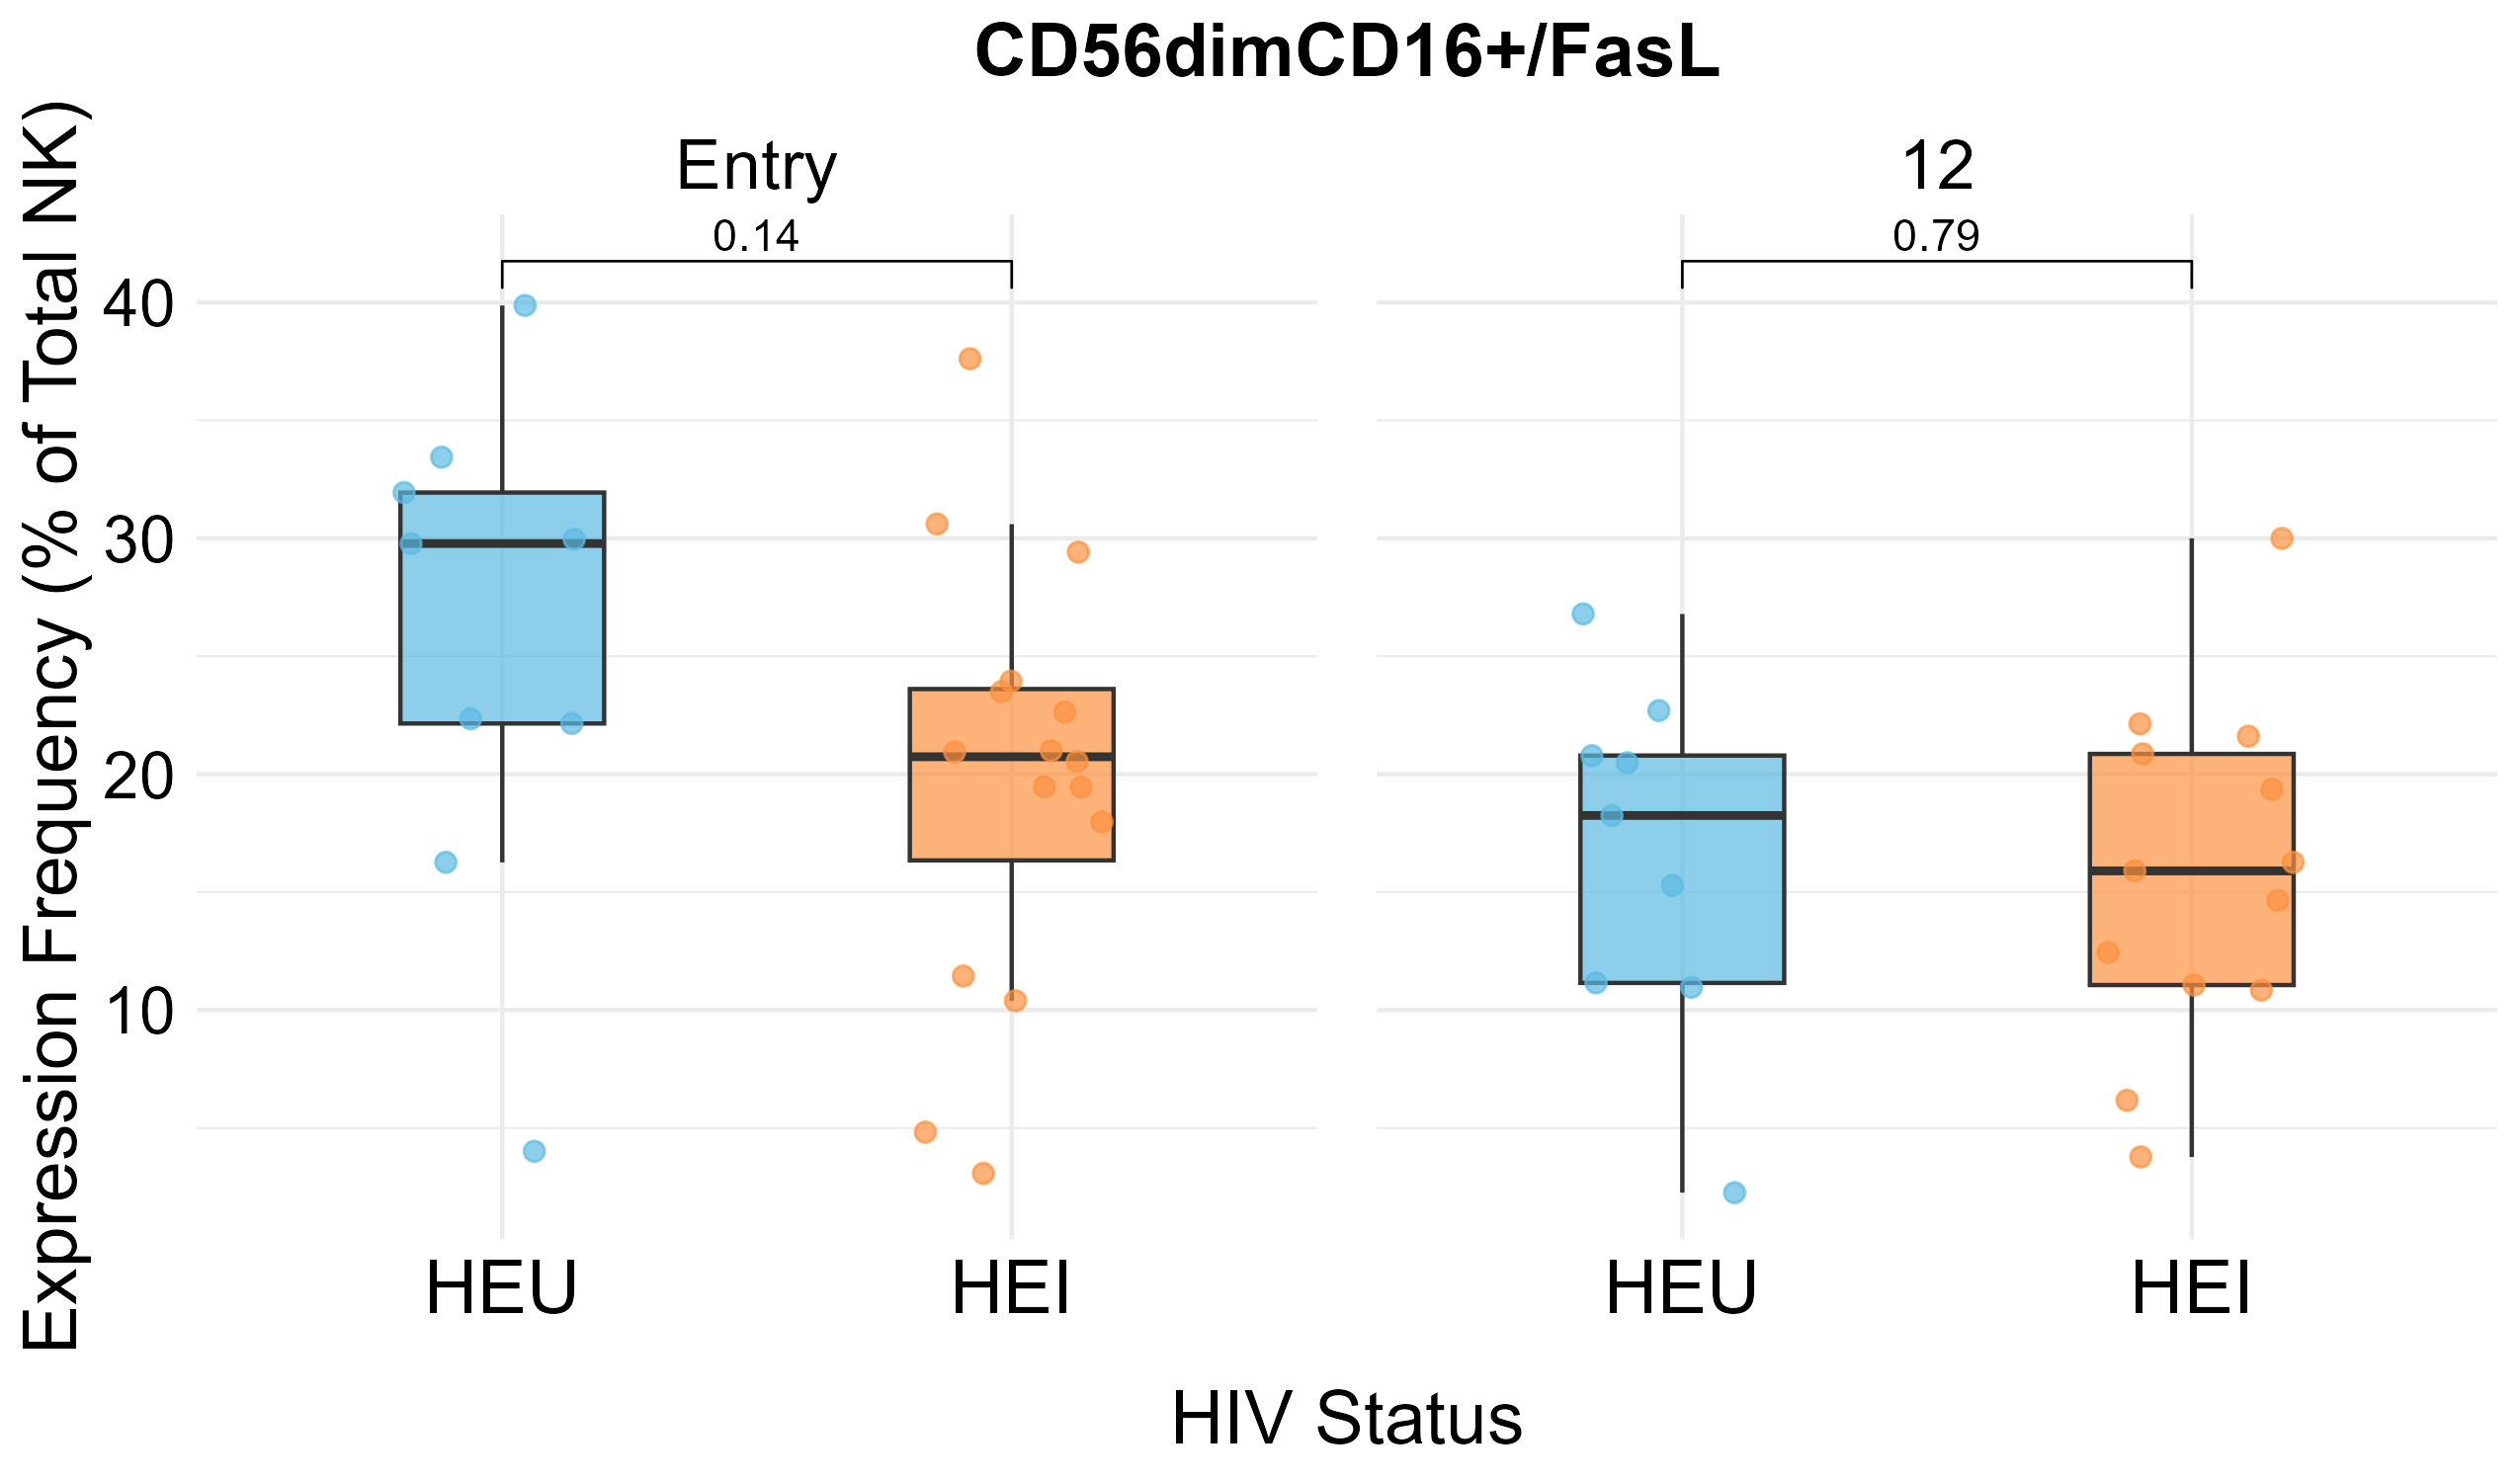 CD56dimCD16+/FasL
Entry
12
0.14
0.79
Expression Frequency (% of Total NK)
40
30
20
10
HEU
HEI
HEU
HEI
HIV Status